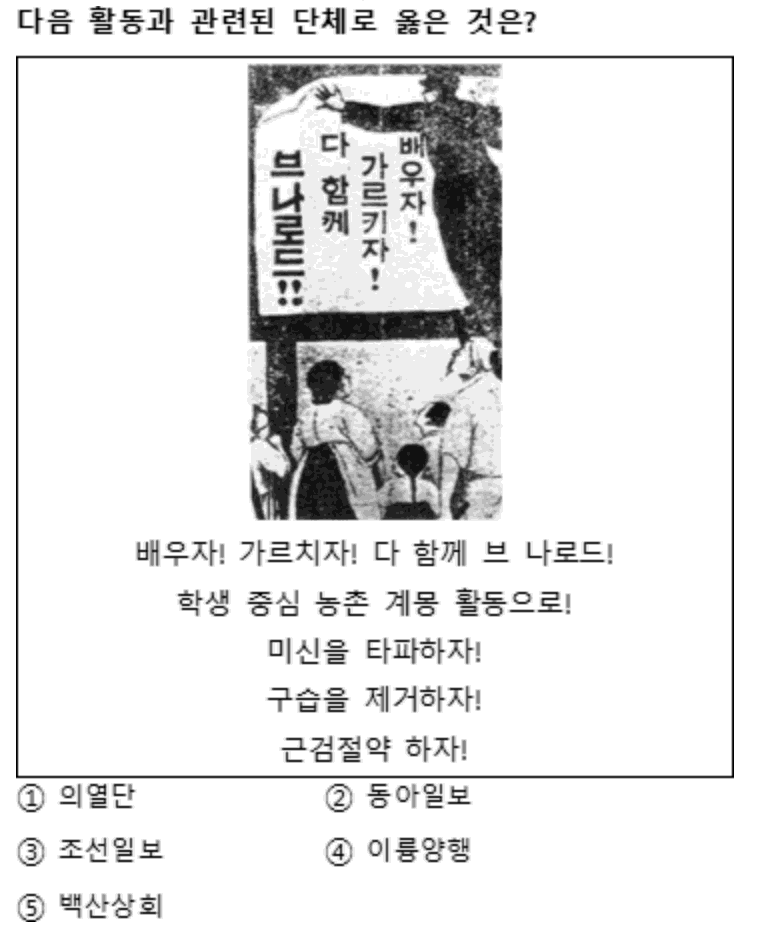 다음 활동과 관련된 단체로 옳은 것은?
배우자!
가르키자!
다 함께
브나로드!!
배우자! 가르치자! 다 함께 브 나로드!
학생 중심 농촌 계몽 활동으로!
미신을 타파하자!
구습을 제거하자!
근검절약 하자!
① 의열단 ② 동아일보
③ 조선일보 ④ 이륭양행
⑤ 백산상회